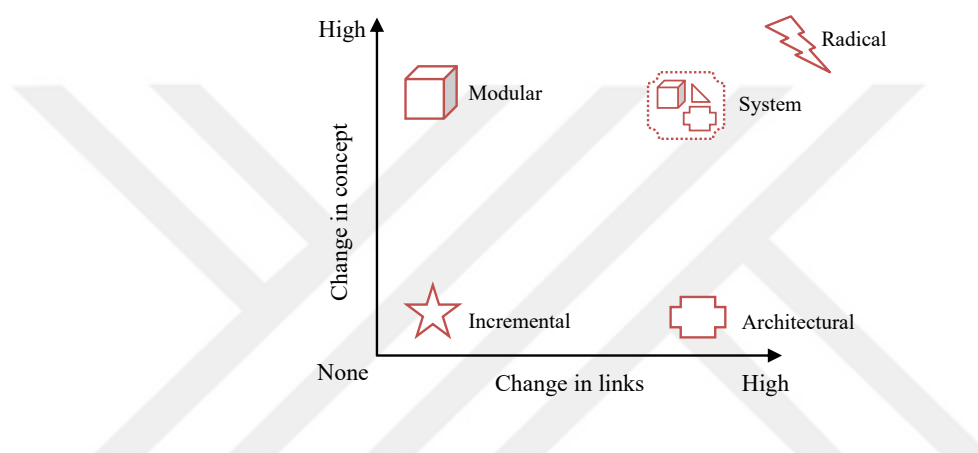 High
Radical
Modular
System
Change in concept
Incremental
Architectural
None
Change in links
High